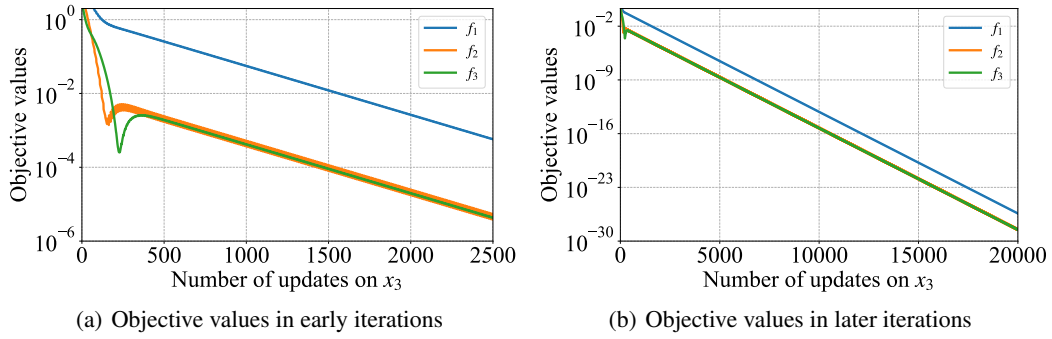 Objective values
10^0
10^-2
10^-4
10^-6
f_1
f_2
f_3
0 500 1000 1500 2000 2500
Number of updates on x_3
(a) Objective values in early iterations
Objective values
10^-2
10^-9
10^-16
10^-23
10^-30
f_1
f_2
f_3
0 5000 10000 15000 20000
Number of updates on x_3
(b) Objective values in later iterations